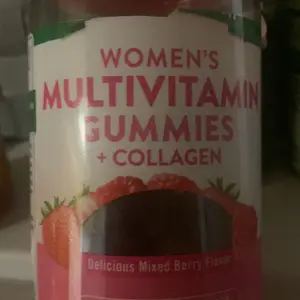 WOMEN'S
MULTIVITAMIN
GUMMIES
+ COLLAGEN
Delicious Mixed Berry Flavor